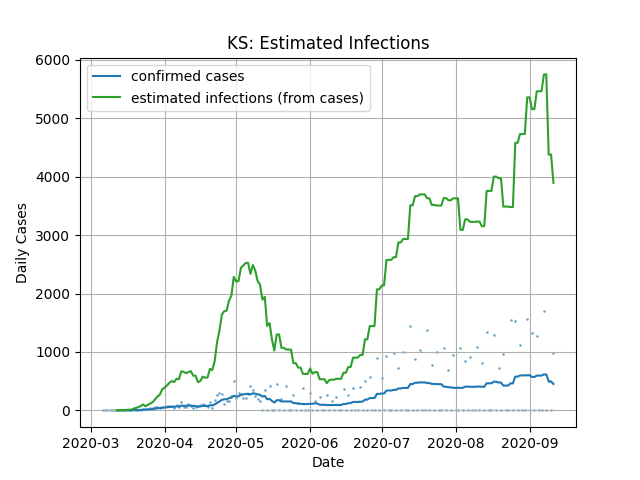 KS: Estimated Infections
confirmed cases
estimated infections (from cases)
Daily Cases
6000
5000
4000
3000
2000
1000
0
2020-03 2020-04 2020-05 2020-06 2020-07 2020-08 2020-09
Date